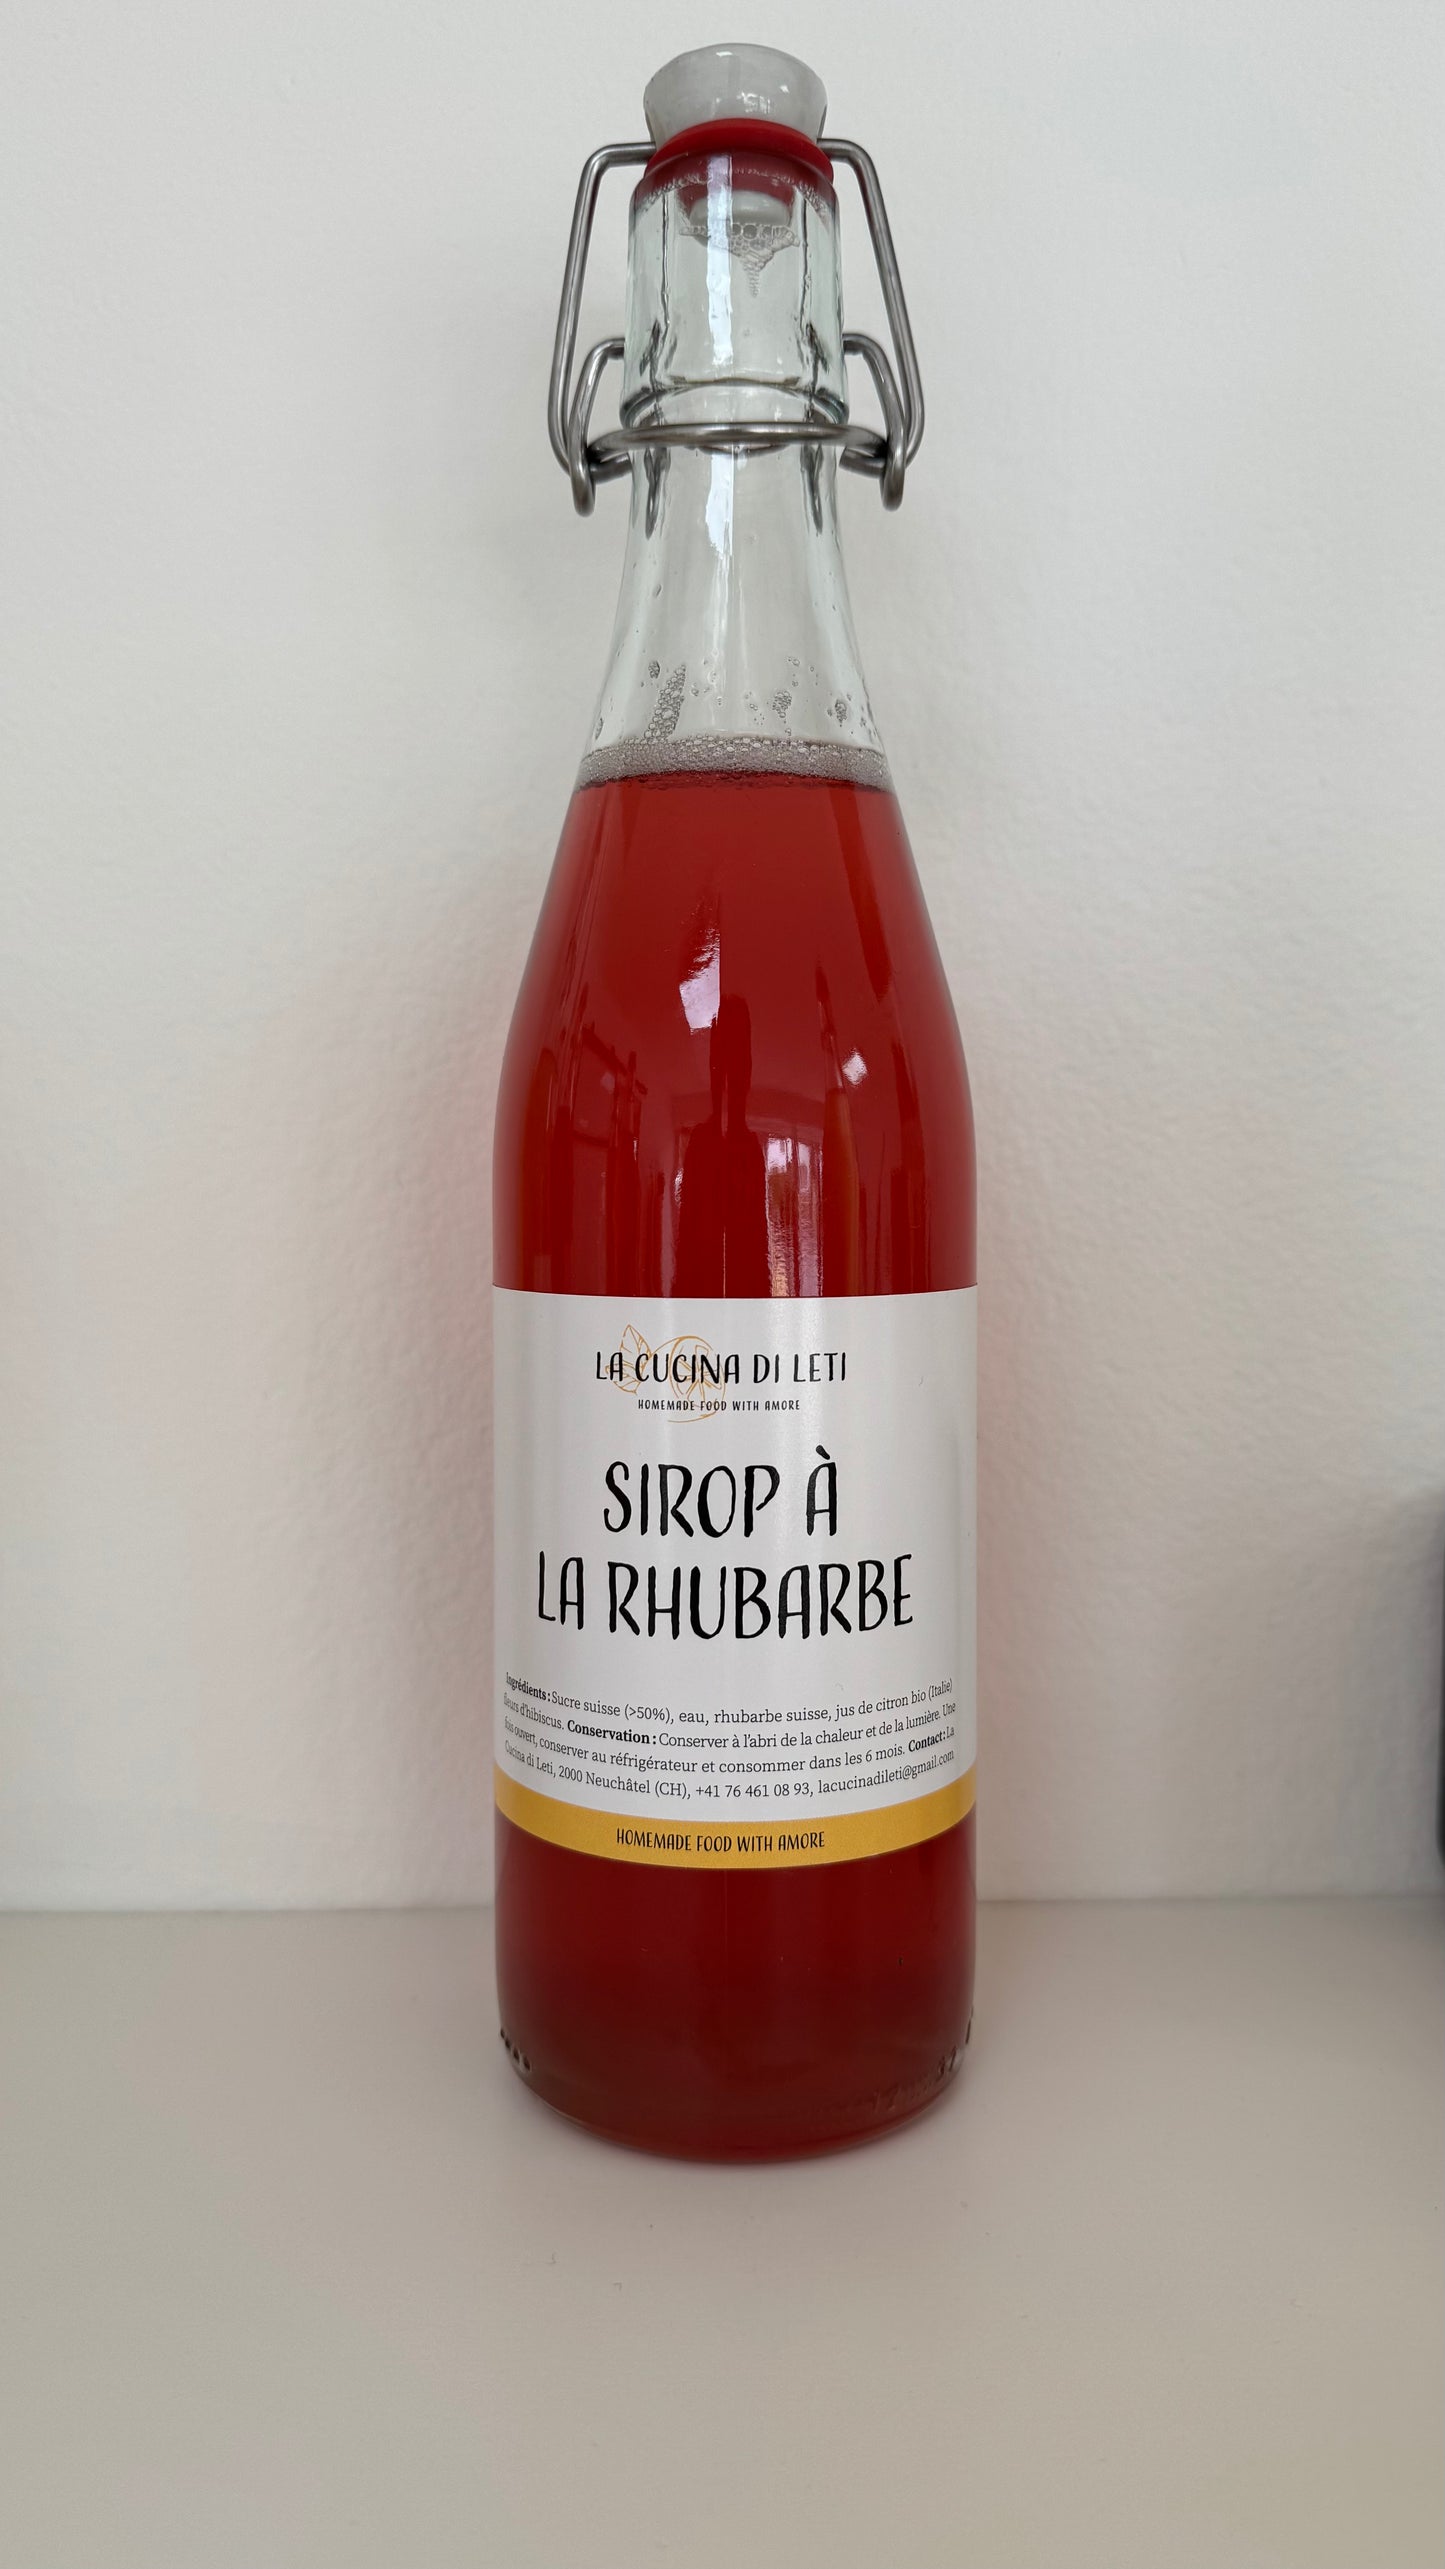 LA CUCINA DI LETI
HOMEMADE FOOD WITH AMORE
SIROP À
LA RHUBARBE
Ingrédients : Sucre suisse (>50%), eau, rhubarbe suisse, jus de citron bio (Italie)
fleurs d'hibiscus. Conservation : Conserver à l'abri de la chaleur et de la lumière. Une
fois ouvert, conserver au réfrigérateur et consommer dans les 6 mois. Contact : La
Cucina di Leti, 2000 Neuchâtel (CH), +41 76 461 08 93, lacucinadileti@gmail.com
HOMEMADE FOOD WITH AMORE